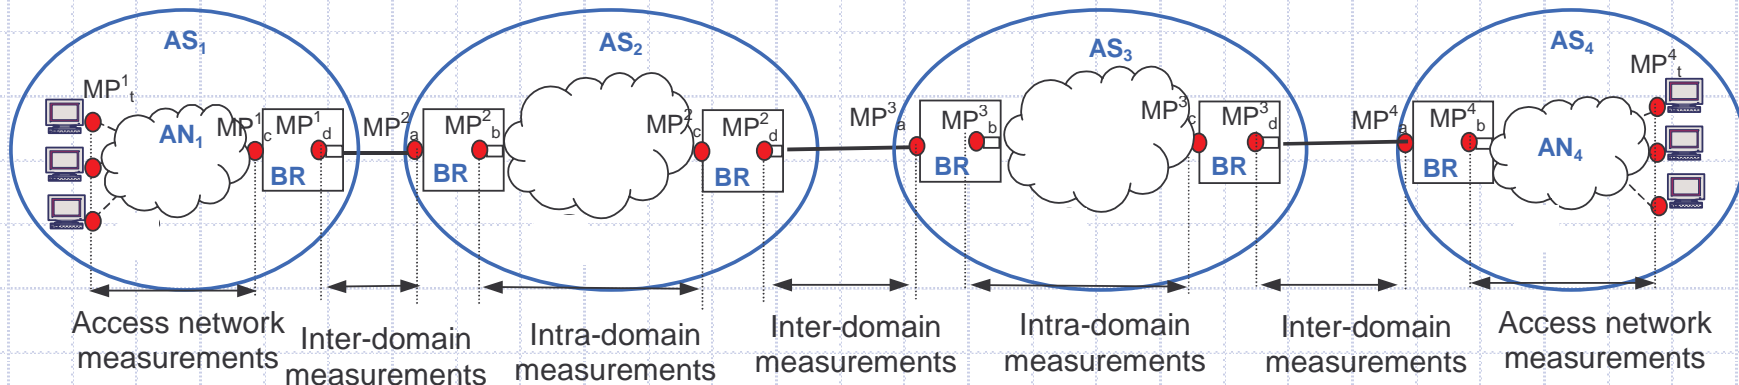 AS1
AS2
AS3
AS4
MP1t
AN1
MP1c
MP1d
BR
MP2a
MP2b
BR
MP2c
MP2d
BR
MP3a
MP3b
BR
MP3c
MP3d
BR
MP4a
MP4b
BR
AN4
MP4t
Access network
measurements
Inter-domain
measurements
Intra-domain
measurements
Inter-domain
measurements
Intra-domain
measurements
Inter-domain
measurements
Access network
measurements